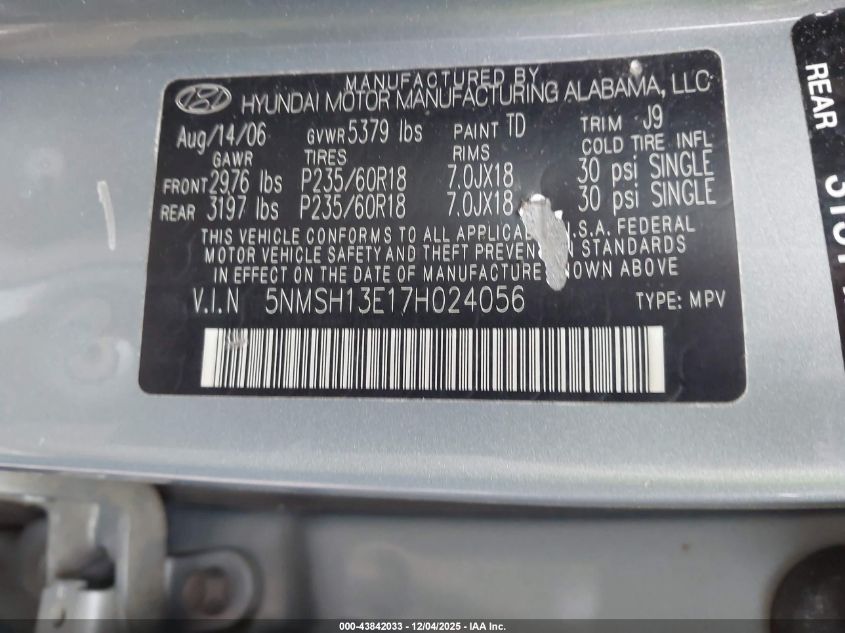 MANUFACTURED BY
HYUNDAI MOTOR MANUFACTURING ALABAMA, LLC
Aug/14/06 GVWR 5379 lbs PAINT TD TRIM J9
GAWR TIRES RIMS COLD TIRE INFL
FRONT 2976 lbs P235/60R18 7.0JX18 30 psi SINGLE
REAR 3197 lbs P235/60R18 7.0JX18 30 psi SINGLE
THIS VEHICLE CONFORMS TO ALL APPLICA U.S.A. FEDERAL
MOTOR VEHICLE SAFETY AND THEFT PREVEN STANDARDS
IN EFFECT ON THE DATE OF MANUFACTURE SHOWN ABOVE.
V.I.N 5NMSH13E17H024056 TYPE: MPV
REAR
000-43842033 - 12/04/2025 - IAA Inc.